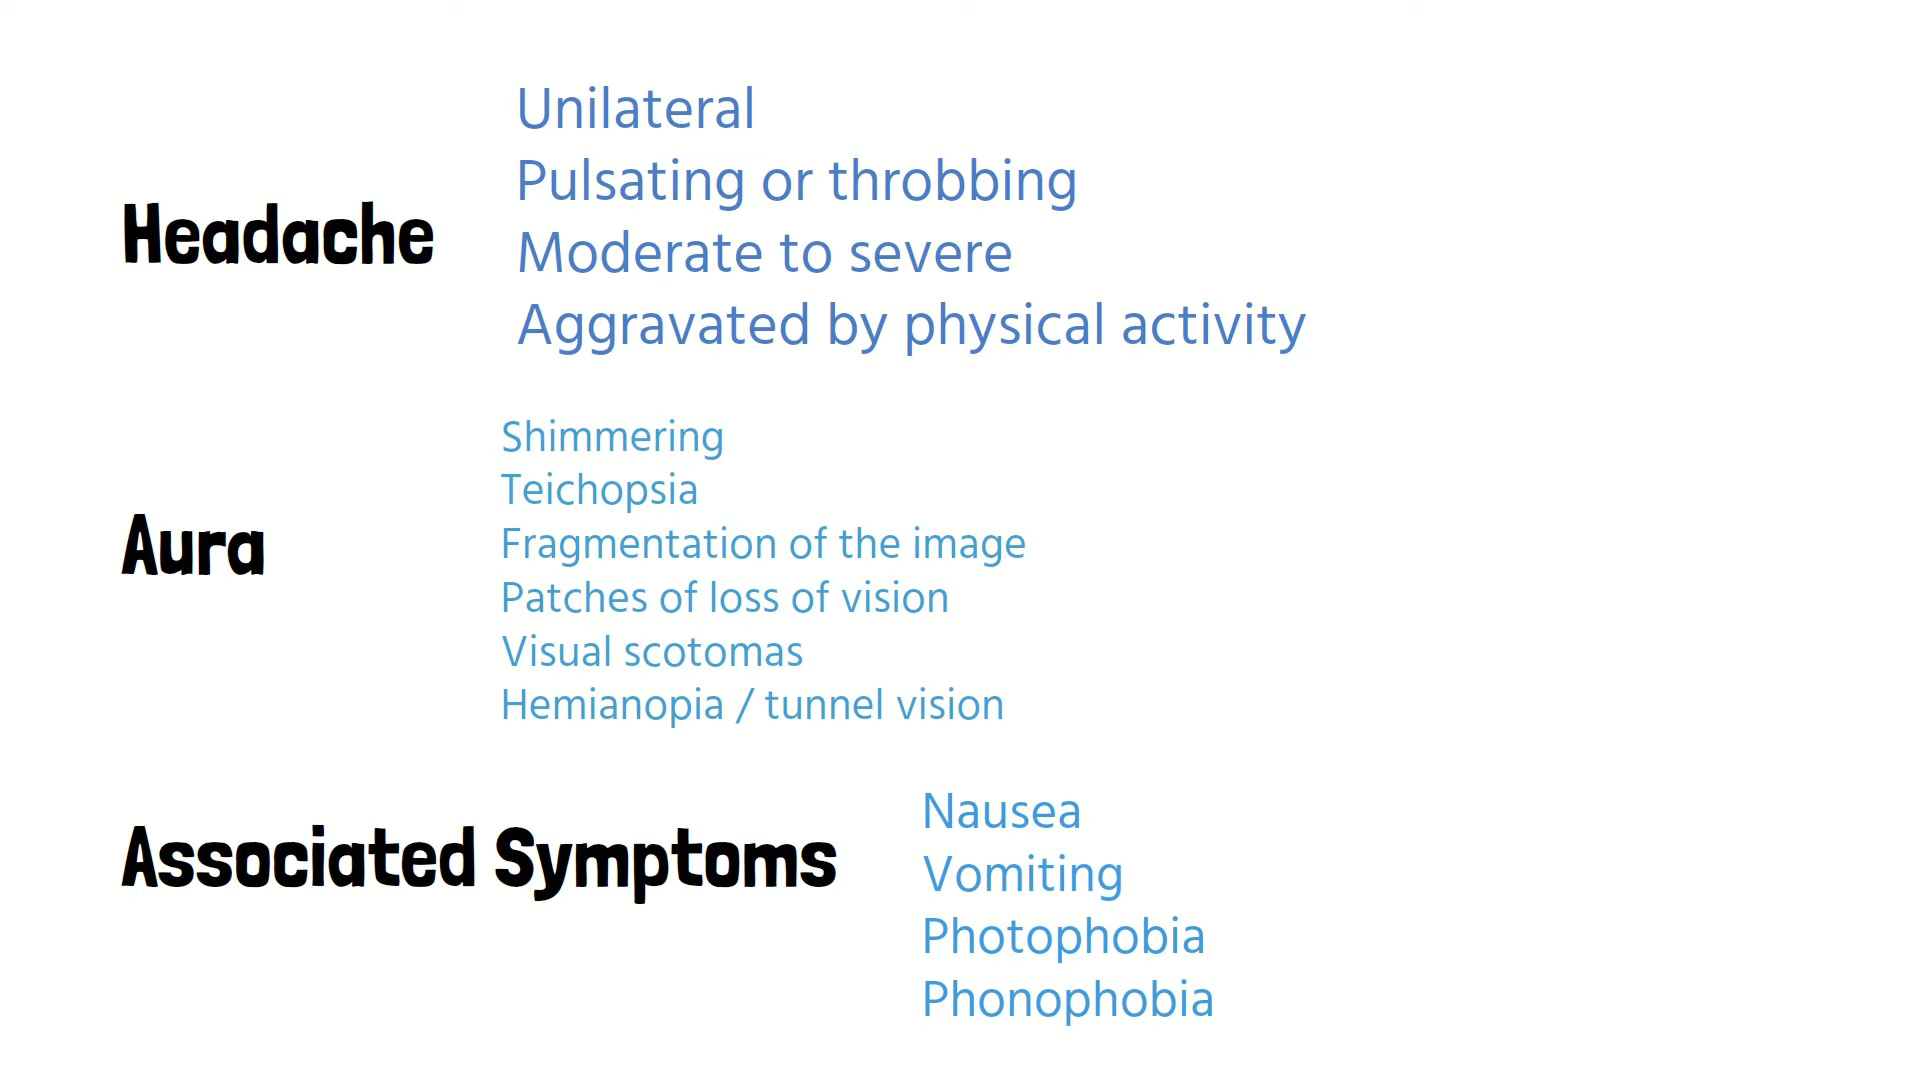 Headache
Unilateral
Pulsating or throbbing
Moderate to severe
Aggravated by physical activity
Aura
Shimmering
Teichopsia
Fragmentation of the image
Patches of loss of vision
Visual scotomas
Hemianopia / tunnel vision
Associated Symptoms
Nausea
Vomiting
Photophobia
Phonophobia